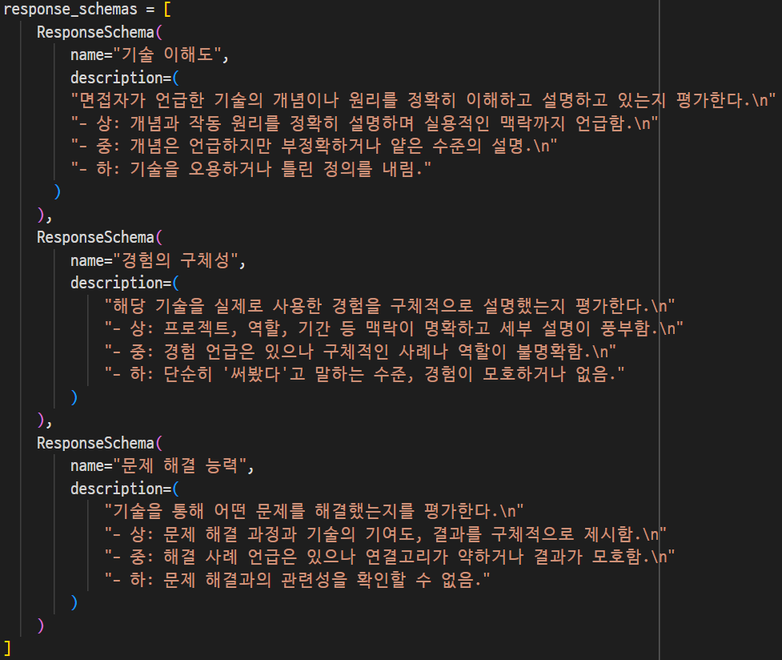 response_schemas = [
ResponseSchema(
name="기술 이해도",
description=(
"면접자가 언급한 기술의 개념이나 원리를 정확히 이해하고 설명하고 있는지 평가한다.\n"
"- 상: 개념과 작동 원리를 정확히 설명하며 실용적인 맥락까지 언급함.\n"
"- 중: 개념은 언급하지만 부정확하거나 얕은 수준의 설명.\n"
"- 하: 기술을 오용하거나 틀린 정의를 내림."
)
),
ResponseSchema(
name="경험의 구체성",
description=(
"해당 기술을 실제로 사용한 경험을 구체적으로 설명했는지 평가한다.\n"
"- 상: 프로젝트, 역할, 기간 등 맥락이 명확하고 세부 설명이 풍부함.\n"
"- 중: 경험 언급은 있으나 구체적인 사례나 역할이 불명확함.\n"
"- 하: 단순히 '써봤다'고 말하는 수준, 경험이 모호하거나 없음."
)
),
ResponseSchema(
name="문제 해결 능력",
description=(
"기술을 통해 어떤 문제를 해결했는지를 평가한다.\n"
"- 상: 문제 해결 과정과 기술의 기여도, 결과를 구체적으로 제시함.\n"
"- 중: 해결 사례 언급은 있으나 연결고리가 약하거나 결과가 모호함.\n"
"- 하: 문제 해결과의 관련성을 확인할 수 없음."
)
)
]